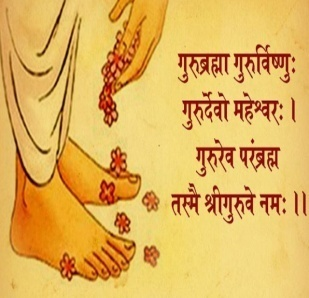 गुरुब्रह्मा गुरुर्विष्णुः
गुरुर्देवो महेश्वरः ।
गुरुरेव परंब्रह्म
तस्मै श्रीगुरुवे नमः ।।